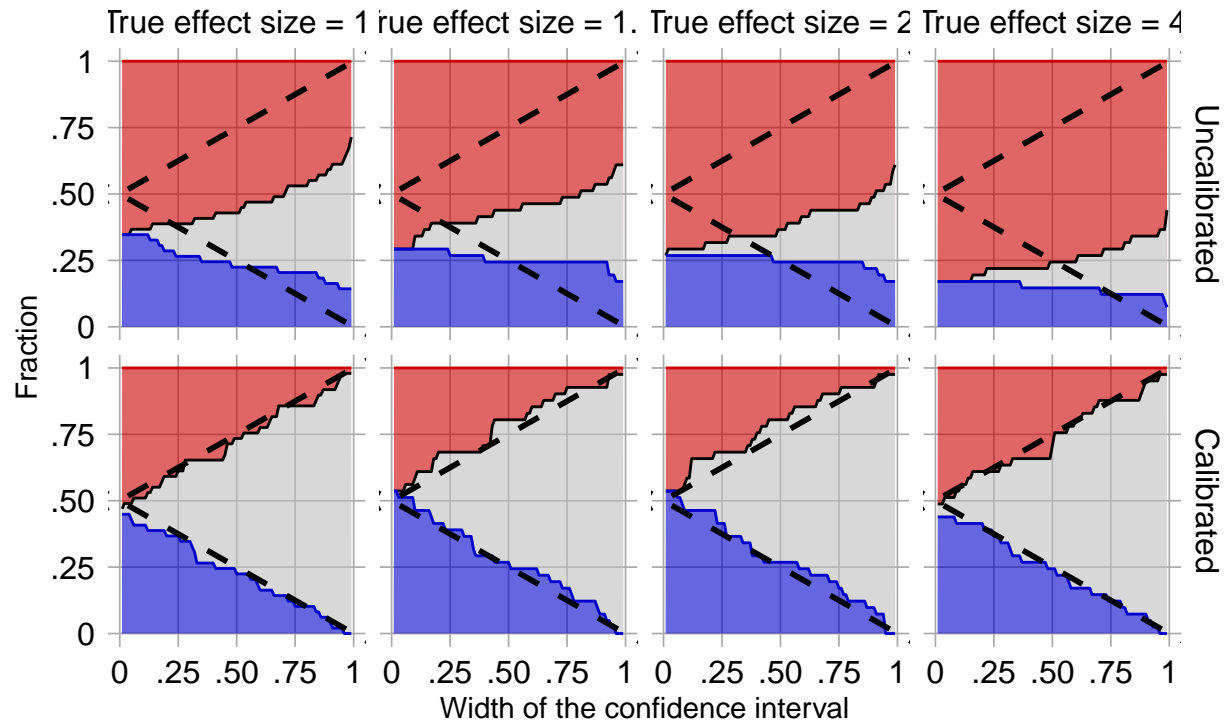 True effect size = 1
rue effect size = 1.
True effect size = 2
True effect size = 4
1
.75
.50
.25
0
Uncalibrated
Fraction
1
.75
.50
.25
0
Calibrated
0 .25 .50 .75 1 0 .25 .50 .75 1 0 .25 .50 .75 1 0 .25 .50 .75 1
Width of the confidence interval